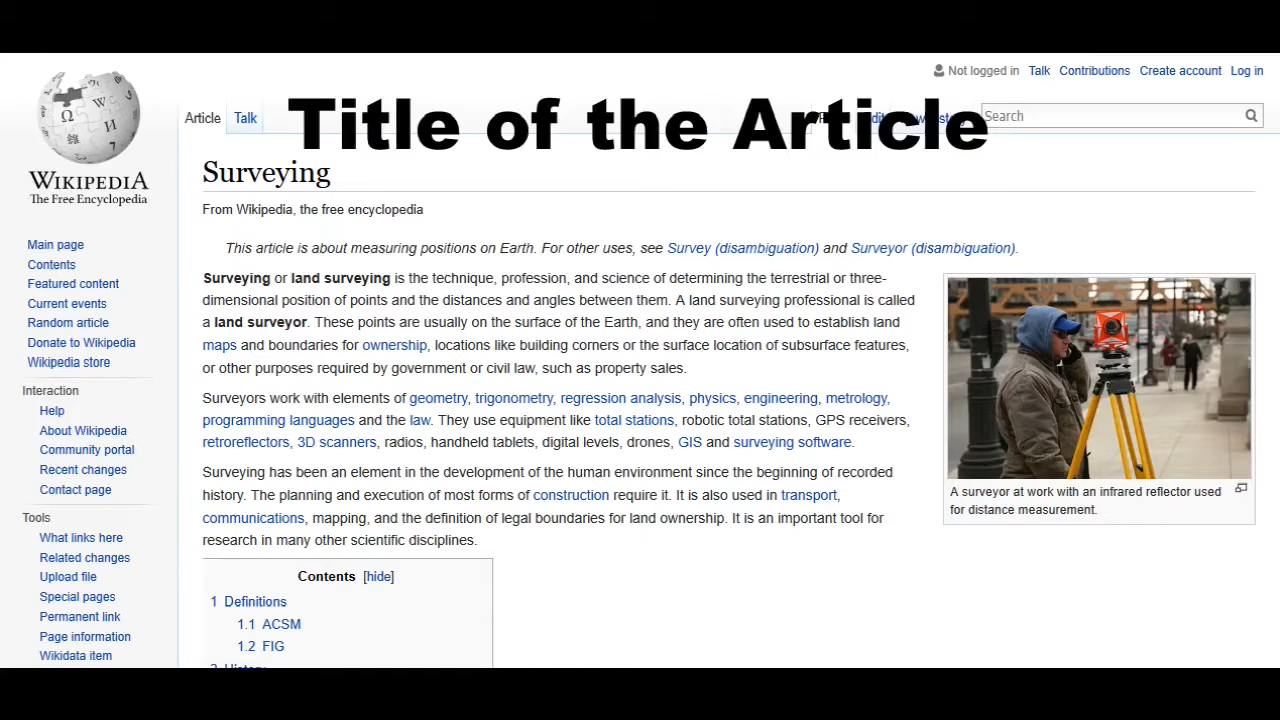 Not logged in Talk Contributions Create account Log in
Article Talk
Title of the Article
Search
WIKIPEDIA
The Free Encyclopedia
Surveying
From Wikipedia, the free encyclopedia
This article is about measuring positions on Earth. For other uses, see Survey (disambiguation) and Surveyor (disambiguation).
Surveying or land surveying is the technique, profession, and science of determining the terrestrial or three-
dimensional position of points and the distances and angles between them. A land surveying professional is called
a land surveyor. These points are usually on the surface of the Earth, and they are often used to establish land
maps and boundaries for ownership, locations like building corners or the surface location of subsurface features,
or other purposes required by government or civil law, such as property sales.
Surveyors work with elements of geometry, trigonometry, regression analysis, physics, engineering, metrology,
programming languages and the law. They use equipment like total stations, robotic total stations, GPS receivers,
retroreflectors, 3D scanners, radios, handheld tablets, digital levels, drones, GIS and surveying software.
Surveying has been an element in the development of the human environment since the beginning of recorded
history. The planning and execution of most forms of construction require it. It is also used in transport,
communications, mapping, and the definition of legal boundaries for land ownership. It is an important tool for
research in many other scientific disciplines.
A surveyor at work with an infrared reflector used
for distance measurement.
Contents [hide]
1 Definitions
1.1 ACSM
1.2 FIG
2 History
Main page
Contents
Featured content
Current events
Random article
Donate to Wikipedia
Wikipedia store
Interaction
Help
About Wikipedia
Community portal
Recent changes
Contact page
Tools
What links here
Related changes
Upload file
Special pages
Permanent link
Page information
Wikidata item